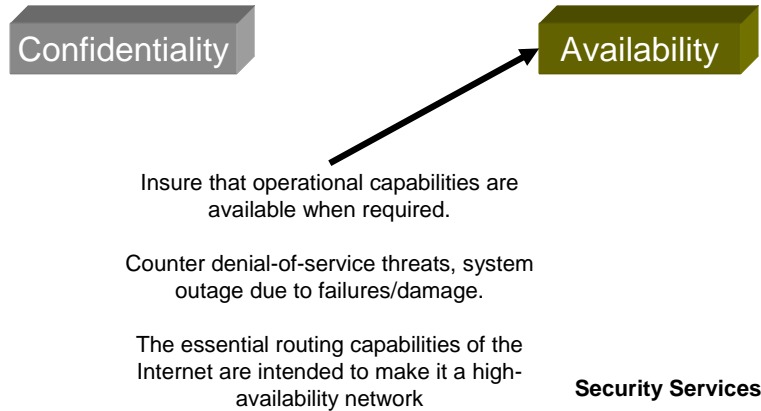 Confidentiality
Availability
Insure that operational capabilities are
available when required.
Counter denial-of-service threats, system
outage due to failures/damage.
The essential routing capabilities of the
Internet are intended to make it a high-
availability network
Security Services